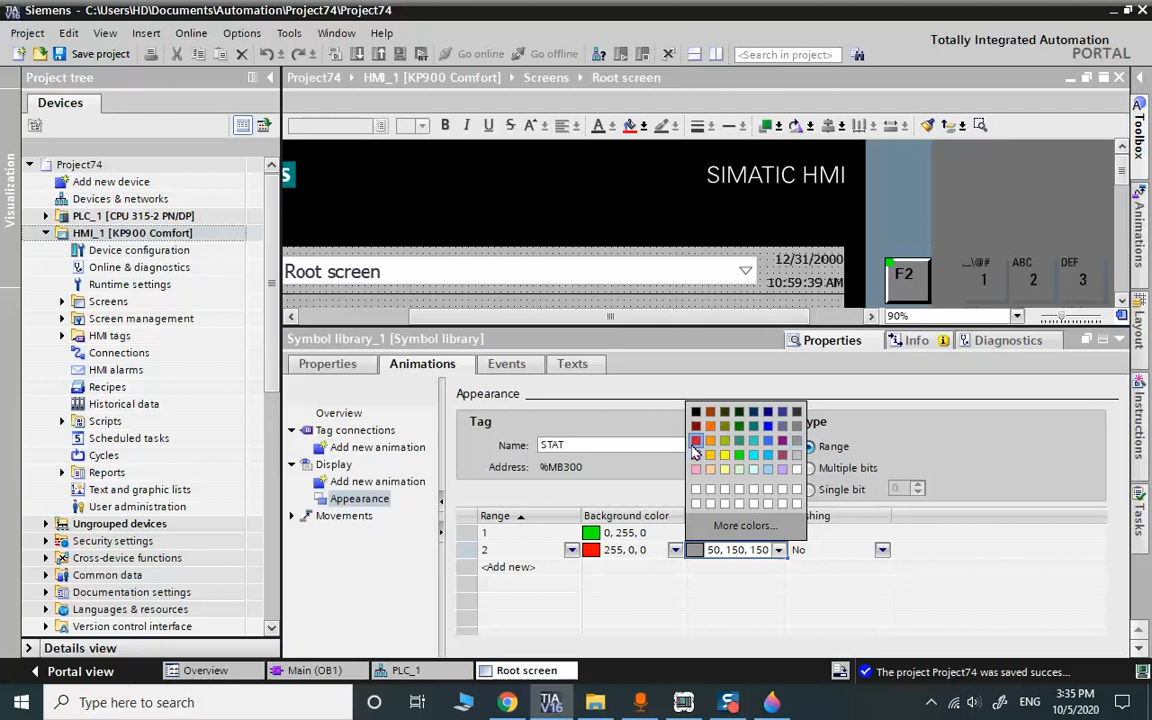 Siemens - C:\Users\HD\Documents\Automation\Project74\Project74
Project Edit View Insert Online Options Tools Window Help
Totally Integrated Automation
PORTAL
Save project
Go online
Go offline
<Search in project>
Project tree
Project74 HMI_1 [KP900 Comfort] Screens Root screen
Devices
Visualization
Project74
Add new device
Devices & networks
PLC_1 [CPU 315-2 PN/DP]
HMI_1 [KP900 Comfort]
Device configuration
Online & diagnostics
Runtime settings
Screens
Screen management
HMI tags
Connections
HMI alarms
Recipes
Historical data
Scripts
Scheduled tasks
Cycles
Reports
Text and graphic lists
User administration
Ungrouped devices
Security settings
Cross-device functions
Common data
Documentation settings
Languages & resources
Version control interface
Details view
B I U S A A
S
SIMATIC HMI
Root screen
12/31/2000
10:59:39 AM
F2
_\@#
1
ABC
2
DEF
3
90%
Symbol library_1 [Symbol library]
Properties
Info
Diagnostics
Properties Animations Events Texts
Overview
Tag connections
Add new animation
Display
Add new animation
Appearance
Movements
Appearance
Tag
Name: STAT
Address: %MB300
ype
Range
Multiple bits
Single bit 0
More colors...
Range Background color shing
1 0, 255, 0
2 255, 0, 0 50, 150, 150 No
<Add new>
Toolbox
Animations
Layout
Instructions
Tasks
Portal view
Overview
Main (OB1)
PLC_1
Root screen
The project Project74 was saved succes...
TIA
V16
Type here to search
ENG
3:35 PM
10/5/2020